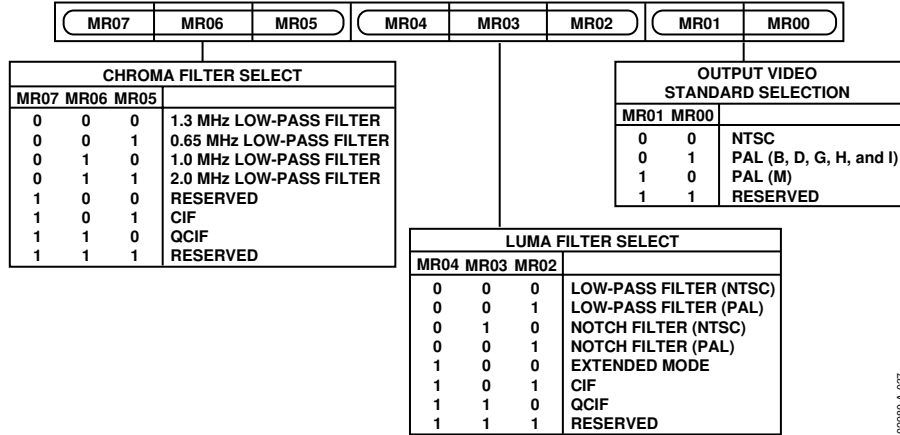 MR07 MR06 MR05 MR04 MR03 MR02 MR01 MR00
CHROMA FILTER SELECT
MR07 MR06 MR05
0 0 0 1.3 MHz LOW-PASS FILTER
0 0 1 0.65 MHz LOW-PASS FILTER
0 1 0 1.0 MHz LOW-PASS FILTER
0 1 1 2.0 MHz LOW-PASS FILTER
1 0 0 RESERVED
1 0 1 CIF
1 1 0 QCIF
1 1 1 RESERVED
OUTPUT VIDEO
STANDARD SELECTION
MR01 MR00
0 0 NTSC
0 1 PAL (B, D, G, H, and I)
1 0 PAL (M)
1 1 RESERVED
LUMA FILTER SELECT
MR04 MR03 MR02
0 0 0 LOW-PASS FILTER (NTSC)
0 0 1 LOW-PASS FILTER (PAL)
0 1 0 NOTCH FILTER (NTSC)
0 0 1 NOTCH FILTER (PAL)
1 0 0 EXTENDED MODE
1 0 1 CIF
1 1 0 QCIF
1 1 1 RESERVED